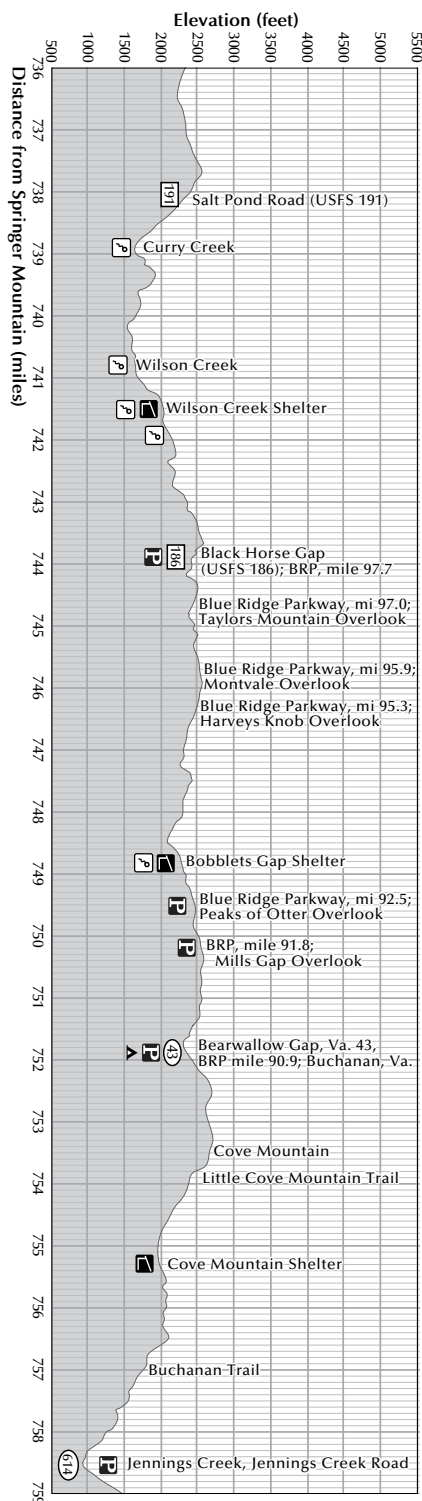 Elevation (feet)
5500
5000
4500
4000
3500
3000
2500
2000
1500
1000
500
736
737
738
739
740
741
742
743
744
745
746
747
748
749
750
751
752
753
754
755
756
757
758
759
Distance from Springer Mountain (miles)
191
Salt Pond Road (USFS 191)
Curry Creek
Wilson Creek
Wilson Creek Shelter
P
186
Black Horse Gap
(USFS 186); BRP, mile 97.7
Blue Ridge Parkway, mi 97.0;
Taylors Mountain Overlook
Blue Ridge Parkway, mi 95.9;
Montvale Overlook
Blue Ridge Parkway, mi 95.3;
Harveys Knob Overlook
Bobblets Gap Shelter
P
Blue Ridge Parkway, mi 92.5;
Peaks of Otter Overlook
P
BRP, mile 91.8;
Mills Gap Overlook
P
43
Bearwallow Gap, Va. 43,
BRP mile 90.9; Buchanan, Va.
Cove Mountain
Little Cove Mountain Trail
Cove Mountain Shelter
Buchanan Trail
614
P
Jennings Creek, Jennings Creek Road